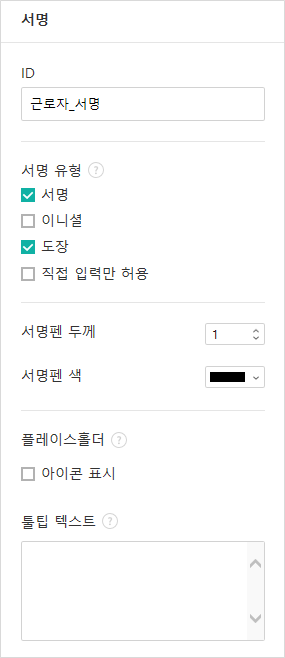 서명
ID
근로자_서명
서명 유형 ?
서명
이니셜
도장
직접 입력만 허용
서명펜 두께 1
서명펜 색
플레이스홀더 ?
아이콘 표시
툴팁 텍스트 ?